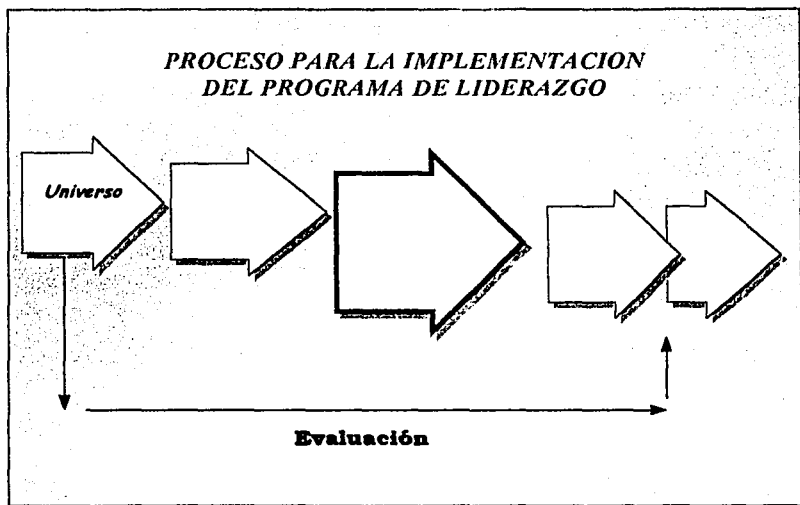 PROCESO PARA LA IMPLEMENTACION
DEL PROGRAMA DE LIDERAZGO
Universo
Evaluación